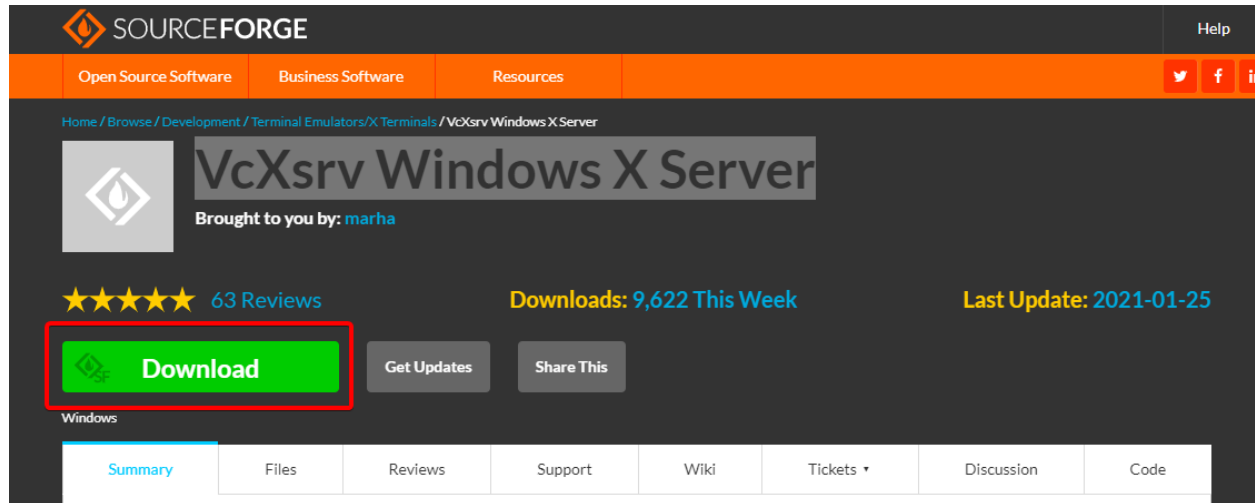 SOURCEFORGE
Help
Open Source Software Business Software Resources
Home / Browse / Development / Terminal Emulators/X Terminals / VcXsrv Windows X Server
VcXsrv Windows X Server
Brought to you by: marha
63 Reviews Downloads: 9,622 This Week Last Update: 2021-01-25
SF Download Get Updates Share This
Windows
Summary Files Reviews Support Wiki Tickets Discussion Code